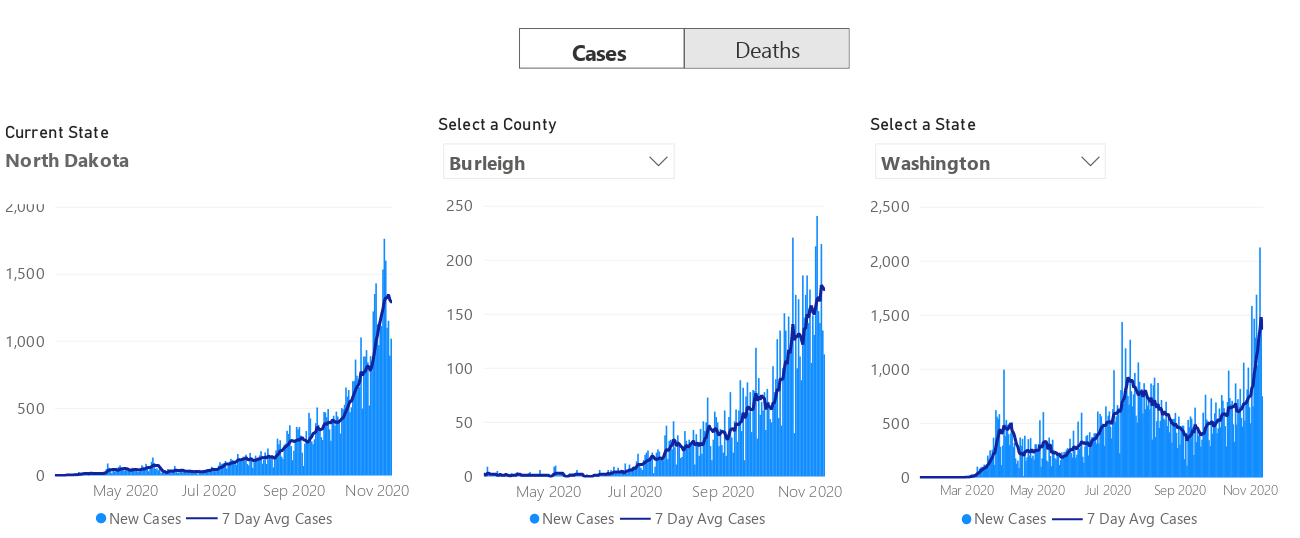 Cases Deaths
Current State
North Dakota
Select a County
Burleigh
Select a State
Washington
2,000
1,500
1,000
500
0
May 2020 Jul 2020 Sep 2020 Nov 2020
New Cases 7 Day Avg Cases
250
200
150
100
50
0
May 2020 Jul 2020 Sep 2020 Nov 2020
New Cases 7 Day Avg Cases
2,500
2,000
1,500
1,000
500
0
Mar 2020 May 2020 Jul 2020 Sep 2020 Nov 2020
New Cases 7 Day Avg Cases